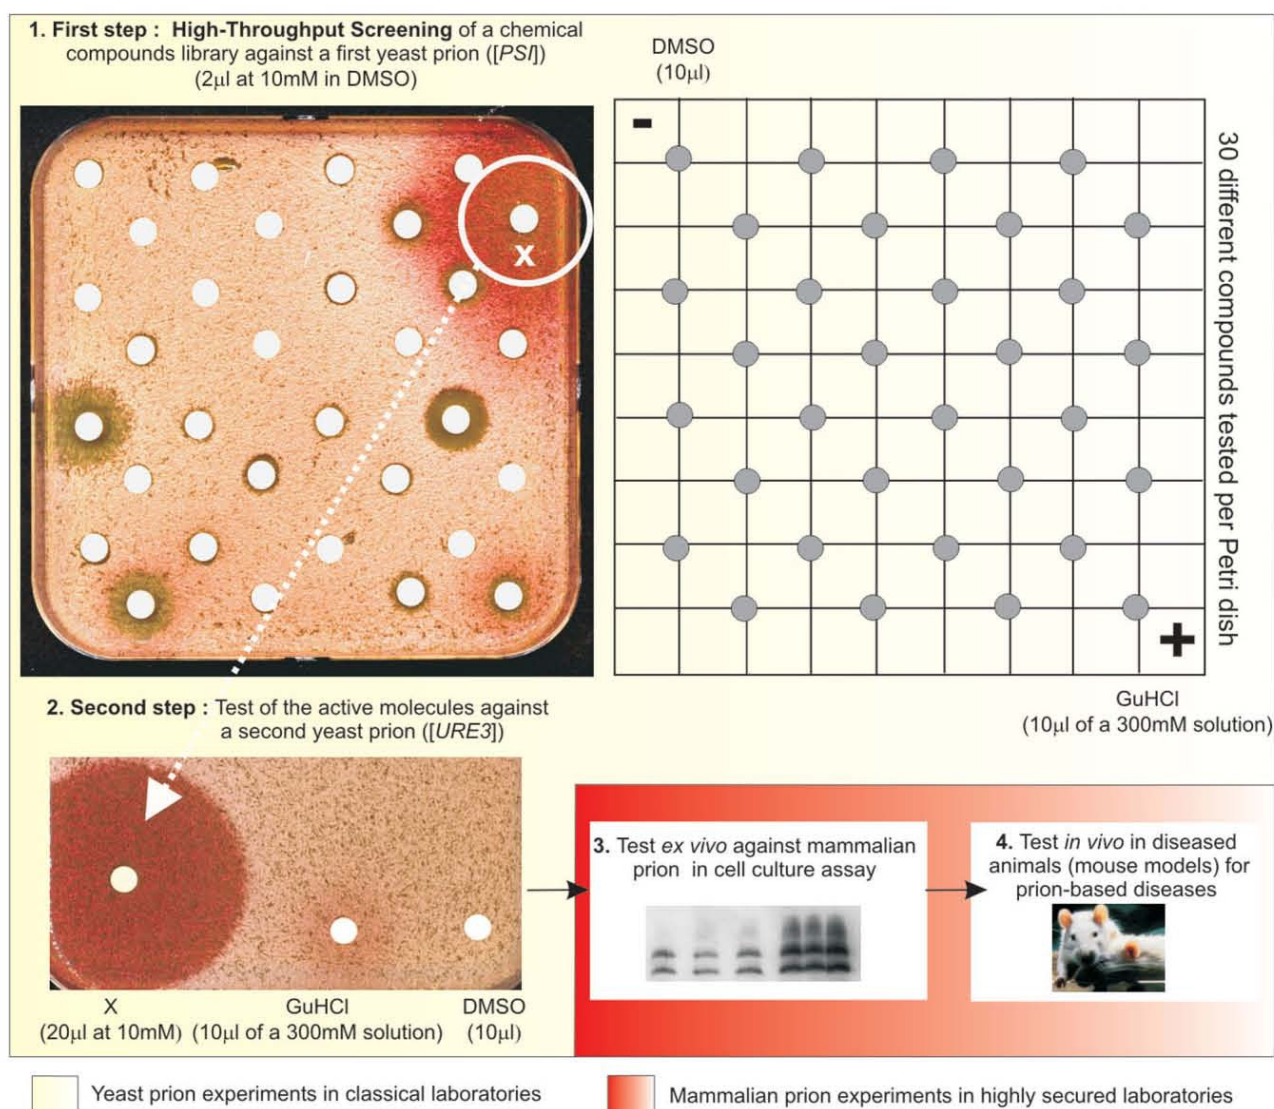 1. First step : High-Throughput Screening of a chemical
compounds library against a first yeast prion ([PSI])
(2µl at 10mM in DMSO)
DMSO
(10µl)
-
X
30 different compounds tested per Petri dish
+
GuHCl
(10µl of a 300mM solution)
2. Second step : Test of the active molecules against
a second yeast prion ([URE3])
X
(20µl at 10mM)
GuHCl
(10µl of a 300mM solution)
DMSO
(10µl)
3. Test ex vivo against mammalian
prion in cell culture assay
4. Test in vivo in diseased
animals (mouse models) for
prion-based diseases
Yeast prion experiments in classical laboratories
Mammalian prion experiments in highly secured laboratories